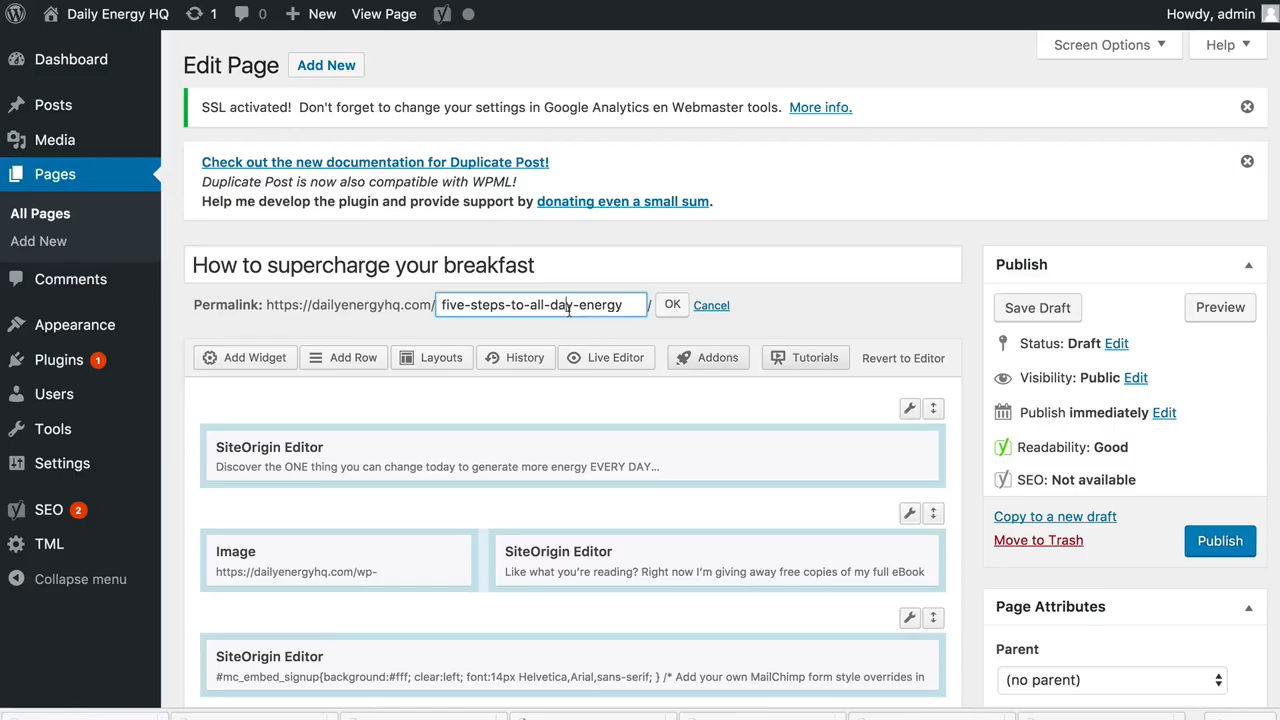 Daily Energy HQ 1 0 New View Page Howdy, admin
Dashboard
Posts
Media
Pages
All Pages
Add New
Comments
Appearance
Plugins 1
Users
Tools
Settings
SEO 2
TML
Collapse menu
Screen Options Help
Edit Page Add New
SSL activated! Don't forget to change your settings in Google Analytics en Webmaster tools. More info.
Check out the new documentation for Duplicate Post!
Duplicate Post is now also compatible with WPML!
Help me develop the plugin and provide support by donating even a small sum.
How to supercharge your breakfast
Permalink: https://dailyenergyhq.com/five-steps-to-all-day-energy / OK Cancel
Add Widget Add Row Layouts History Live Editor Addons Tutorials Revert to Editor
SiteOrigin Editor
Discover the ONE thing you can change today to generate more energy EVERY DAY...
Image
https://dailyenergyhq.com/wp-
SiteOrigin Editor
Like what you're reading? Right now I'm giving away free copies of my full eBook
SiteOrigin Editor
#mc_embed_signup{background:#fff; clear:left; font:14px Helvetica,Arial,sans-serif; } /* Add your own MailChimp form style overrides in
Publish
Save Draft Preview
Status: Draft Edit
Visibility: Public Edit
Publish immediately Edit
Readability: Good
SEO: Not available
Copy to a new draft
Move to Trash Publish
Page Attributes
Parent
(no parent)